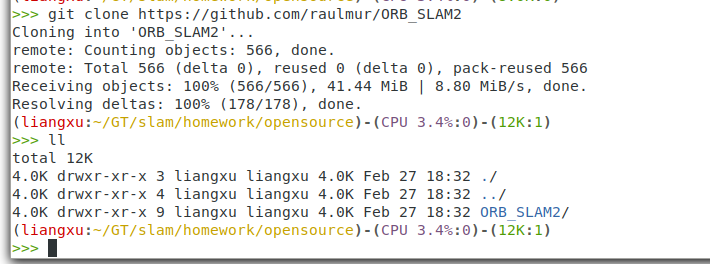 >>> git clone https://github.com/raulmur/ORB_SLAM2
Cloning into 'ORB_SLAM2'...
remote: Counting objects: 566, done.
remote: Total 566 (delta 0), reused 0 (delta 0), pack-reused 566
Receiving objects: 100% (566/566), 41.44 MiB | 8.80 MiB/s, done.
Resolving deltas: 100% (178/178), done.
(liangxu:~/GT/slam/homework/opensource)-(CPU 3.4%:0)-(12K:1)
>>> ll
total 12K
4.0K drwxr-xr-x 3 liangxu liangxu 4.0K Feb 27 18:32 ./
4.0K drwxr-xr-x 4 liangxu liangxu 4.0K Feb 27 18:32 ../
4.0K drwxr-xr-x 9 liangxu liangxu 4.0K Feb 27 18:32 ORB_SLAM2/
(liangxu:~/GT/slam/homework/opensource)-(CPU 3.4%:0)-(12K:1)
>>>